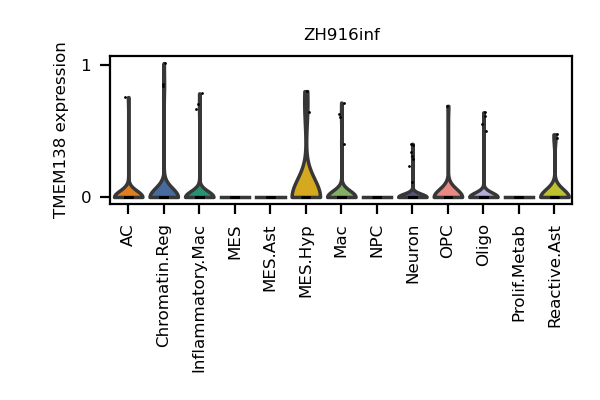 ZH916inf
TMEM138 expression
1
0
AC
Chromatin.Reg
Inflammatory.Mac
MES
MES.Ast
MES.Hyp
Mac
NPC
Neuron
OPC
Oligo
Prolif.Metab
Reactive.Ast